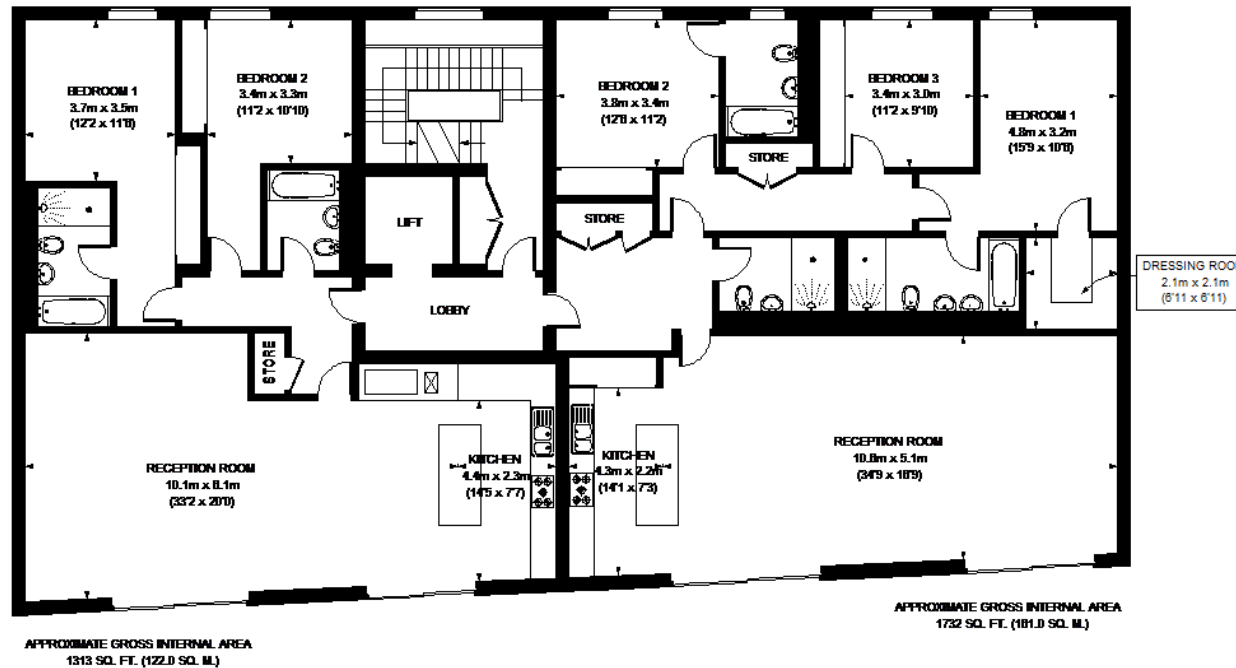 BEDROOM 1
3.7m x 3.5m
(12'2 x 11'6)
BEDROOM 2
3.4m x 3.3m
(11'2 x 10'10)
BEDROOM 2
3.8m x 3.4m
(12'6 x 11'2)
BEDROOM 3
3.4m x 3.0m
(11'2 x 9'10)
BEDROOM 1
4.8m x 3.2m
(15'9 x 10'6)
STORE
LIFT
STORE
LOBBY
DRESSING ROO
2.1m x 2.1m
(6'11 x 6'11)
STORE
RECEPTION ROOM
10.1m x 6.1m
(33'2 x 20'0)
KITCHEN
4.4m x 2.3m
(14'5 x 7'7)
KITCHEN
4.3m x 2.2m
(14'1 x 7'3)
RECEPTION ROOM
10.6m x 5.1m
(34'9 x 16'9)
APPROXIMATE GROSS INTERNAL AREA
1732 SQ. FT. (161.0 SQ. M.)
APPROXIMATE GROSS INTERNAL AREA
1313 SQ. FT. (122.0 SQ. M.)